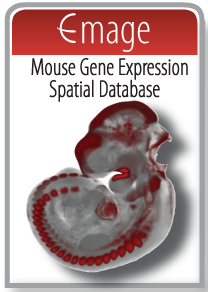 Emage
Mouse Gene Expression
Spatial Database